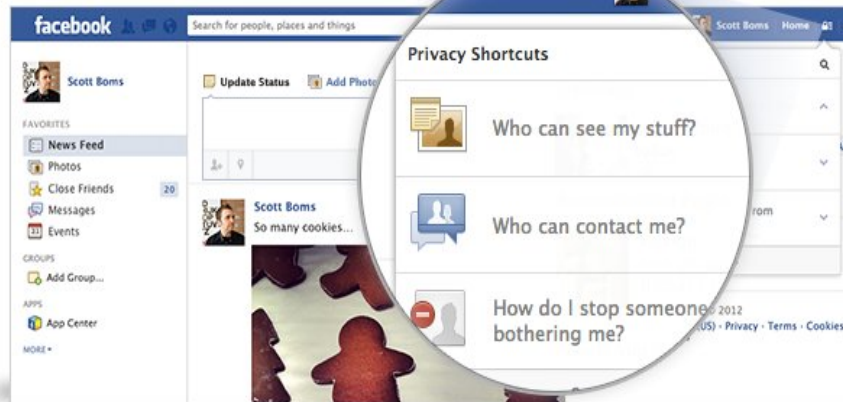 facebook
Search for people, places and things
Scott Boms
Home
Scott Boms
FAVORITES
News Feed
Photos
Close Friends
20
Messages
Events
GROUPS
Add Group...
APPS
App Center
MORE
Update Status
Add Photo
Scott Boms
So many cookies...
Privacy Shortcuts
Who can see my stuff?
Who can contact me?
How do I stop someone
bothering me?
rom
2012
(US) · Privacy · Terms · Cookies